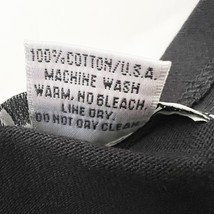 100% COTTON/U.S.A.
MACHINE WASH
WARM, NO BLEACH,
LINE DRY.
DO NOT DRY CLEAN